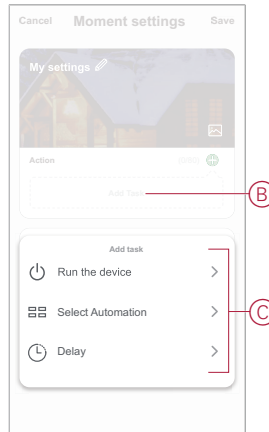 Cancel Moment settings Save
My settings
Action
Add Task
B
Add task
Run the device
Select Automation
C
Delay